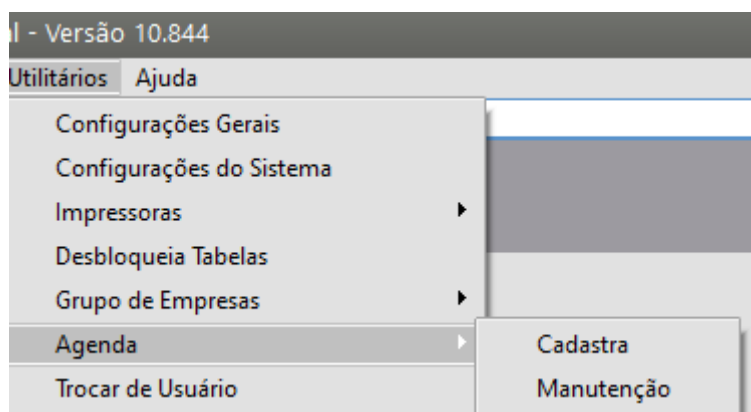 l - Versão 10.844
Utilitários Ajuda
Configurações Gerais
Configurações do Sistema
Impressoras
Desbloqueia Tabelas
Grupo de Empresas
Agenda
Cadastra
Trocar de Usuário
Manutenção